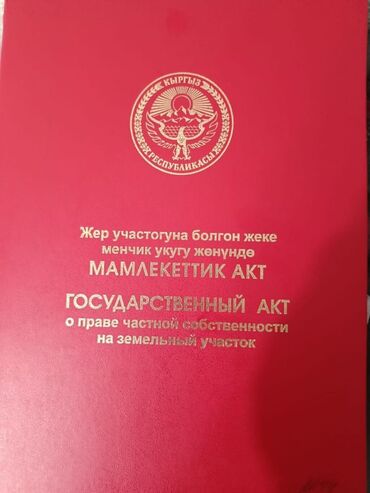 КЫРГЫЗ
РЕСПУБЛИКАСЫ
Жер участогуна болгон жеке
менчик укугу жөнүндө
МАМЛЕКЕТТИК АКТ
ГОСУДАРСТВЕННЫЙ АКТ
о праве частной собственности
на земельный участок